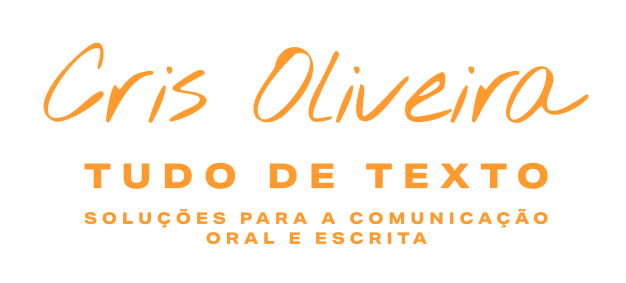 Cris Oliveira
TUDO DE TEXTO
SOLUÇÕES PARA A COMUNICAÇÃO
ORAL E ESCRITA